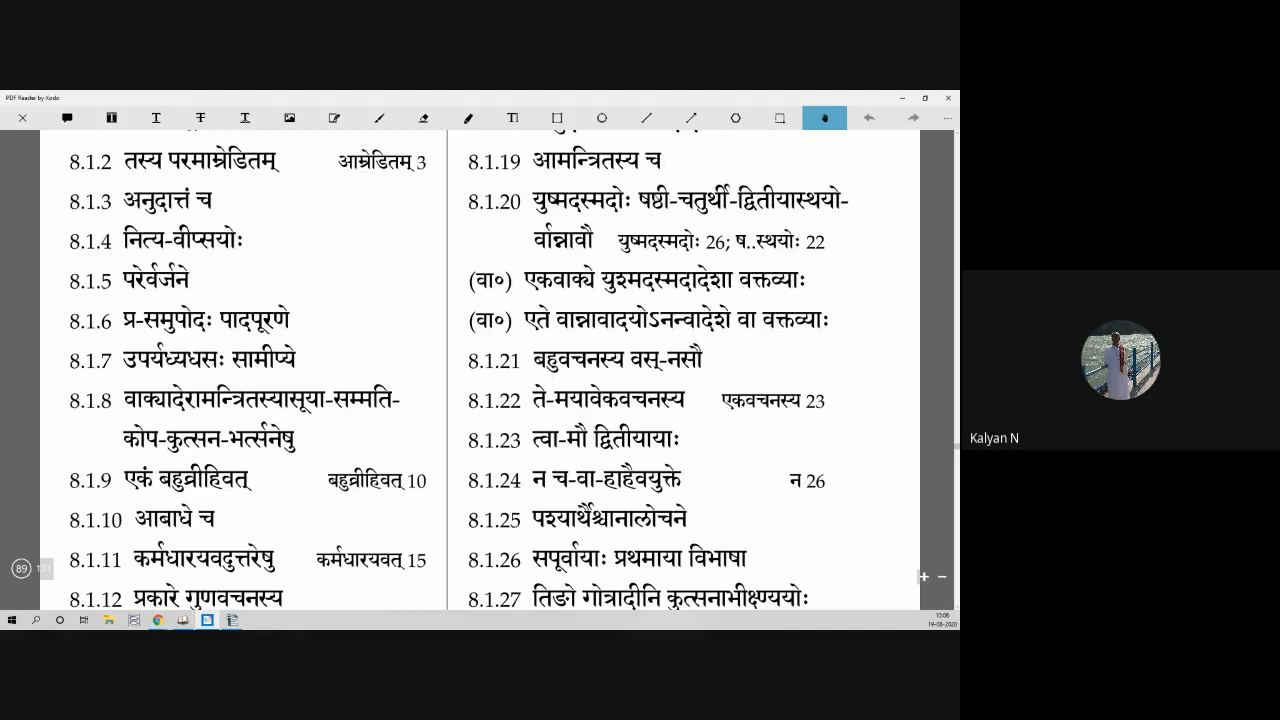 PDF Reader by Xodo
8.1.2 तस्य परमाम्रेडितम् आम्रेडितम् 3
8.1.3 अनुदात्तं च
8.1.4 नित्य-वीप्सयोः
8.1.5 परेर्वर्जने
8.1.6 प्र-समुपोदः पादपूरणे
8.1.7 उपर्यध्यधसः सामीप्ये
8.1.8 वाक्यादेरामन्त्रितस्यासूया-सम्मति-
कोप-कुत्सन-भर्त्सनेषु
8.1.9 एकं बहुव्रीहिवत् बहुव्रीहिवत् 10
8.1.10 आबाधे च
8.1.11 कर्मधारयवदुत्तरेषु कर्मधारयवत् 15
8.1.12 प्रकारे गुणवचनस्य
8.1.19 आमन्त्रितस्य च
8.1.20 युष्मदस्मदोः षष्ठी-चतुर्थी-द्वितीयास्थयो-
र्वान्नावौ युष्मदस्मदोः 26; ष..स्थयोः 22
(वा०) एकवाक्ये युश्मदस्मदादेशा वक्तव्याः
(वा०) एते वान्नावादयोऽनन्वादेशे वा वक्तव्याः
8.1.21 बहुवचनस्य वस्-नसौ
8.1.22 ते-मयावेकवचनस्य एकवचनस्य 23
8.1.23 त्वा-मौ द्वितीयायाः
8.1.24 न च-वा-हाहैवयुक्ते न 26
8.1.25 पश्यार्थैश्चानालोचने
8.1.26 सपूर्वायाः प्रथमाया विभाषा
8.1.27 तिङो गोत्रादीनि कुत्सनाभीक्ष्ण्ययोः
89
10:06
19-08-2020
Kalyan N